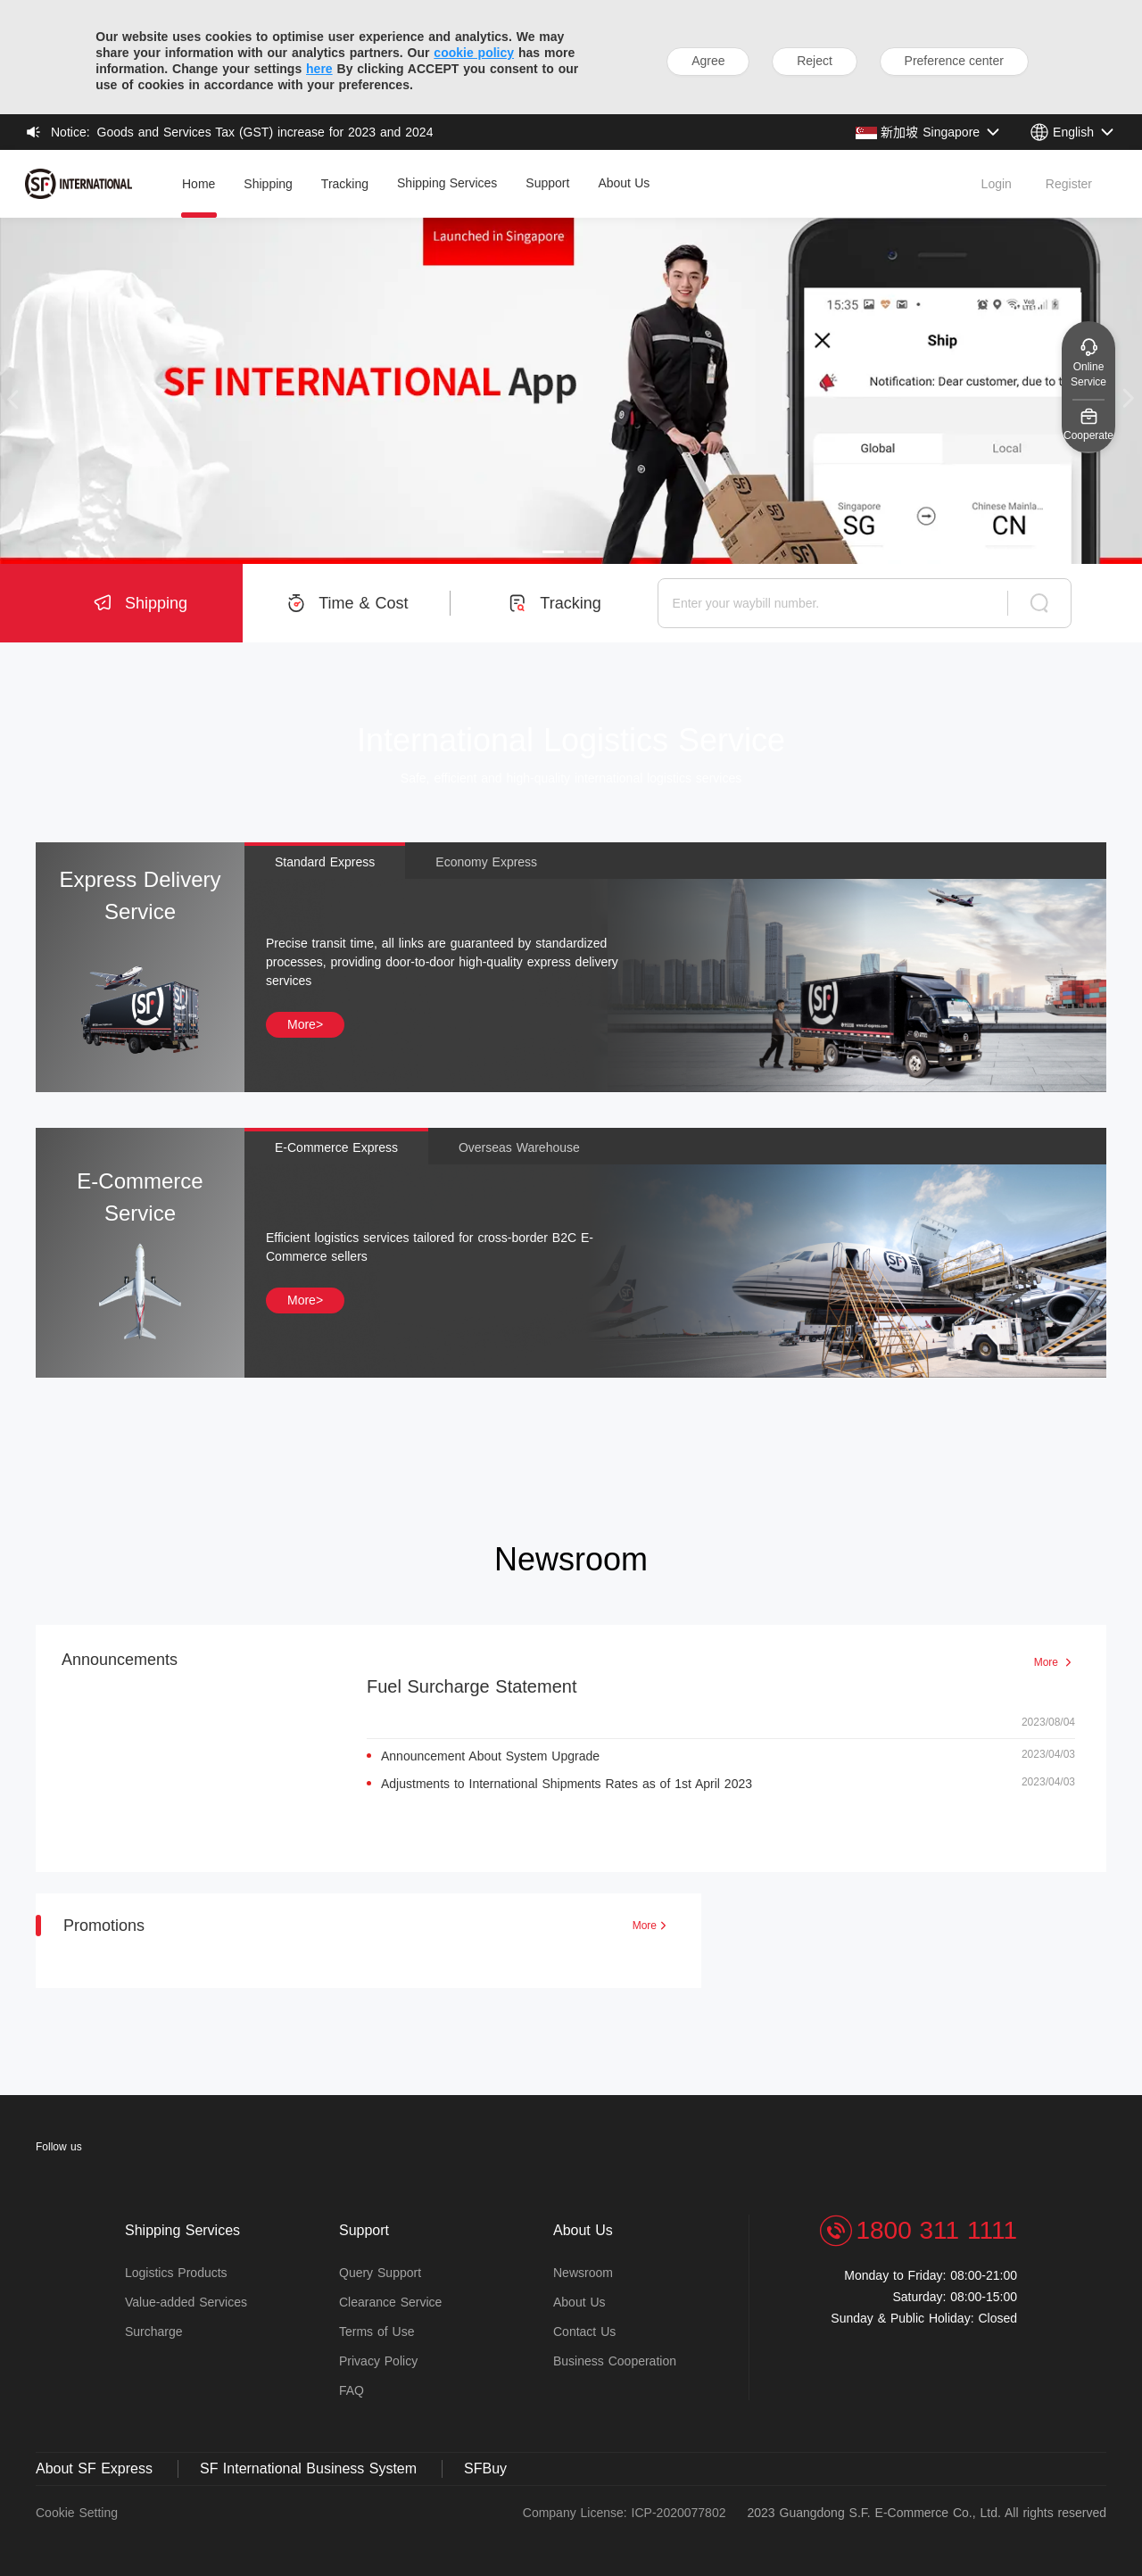 Our website uses cookies to optimise user experience and analytics. We may
share your information with our analytics partners. Our cookie policy has more
information. Change your settings here By clicking ACCEPT you consent to our
use of cookies in accordance with your preferences.
Agree
Reject
Preference center
Notice: Goods and Services Tax (GST) increase for 2023 and 2024
新加坡 Singapore
English
SF INTERNATIONAL
Home
Shipping
Tracking
Shipping Services
Support
About Us
Login
Register
Launched in Singapore
SF INTERNATIONAL App
15:35
Ship
Notification: Dear customer, due to t
Global
Local
Singapore
SG
Chinese Mainla...
CN
Online
Service
Cooperate
Shipping
Time & Cost
Tracking
Enter your waybill number.
International Logistics Service
Safe, efficient and high-quality international logistics services.
Express Delivery
Service
Standard Express
Economy Express
Precise transit time, all links are guaranteed by standardized
processes, providing door-to-door high-quality express delivery
services
More>
SF
E-Commerce
Service
E-Commerce Express
Overseas Warehouse
Efficient logistics services tailored for cross-border B2C E-
Commerce sellers
More>
Newsroom
Announcements
More
Fuel Surcharge Statement
2023/08/04
Announcement About System Upgrade
2023/04/03
Adjustments to International Shipments Rates as of 1st April 2023
2023/04/03
Promotions
More
Follow us
Shipping Services
Logistics Products
Value-added Services
Surcharge
Support
Query Support
Clearance Service
Terms of Use
Privacy Policy
FAQ
About Us
Newsroom
About Us
Contact Us
Business Cooperation
1800 311 1111
Monday to Friday: 08:00-21:00
Saturday: 08:00-15:00
Sunday & Public Holiday: Closed
About SF Express
SF International Business System
SFBuy
Cookie Setting
Company License: ICP-2020077802
2023 Guangdong S.F. E-Commerce Co., Ltd. All rights reserved